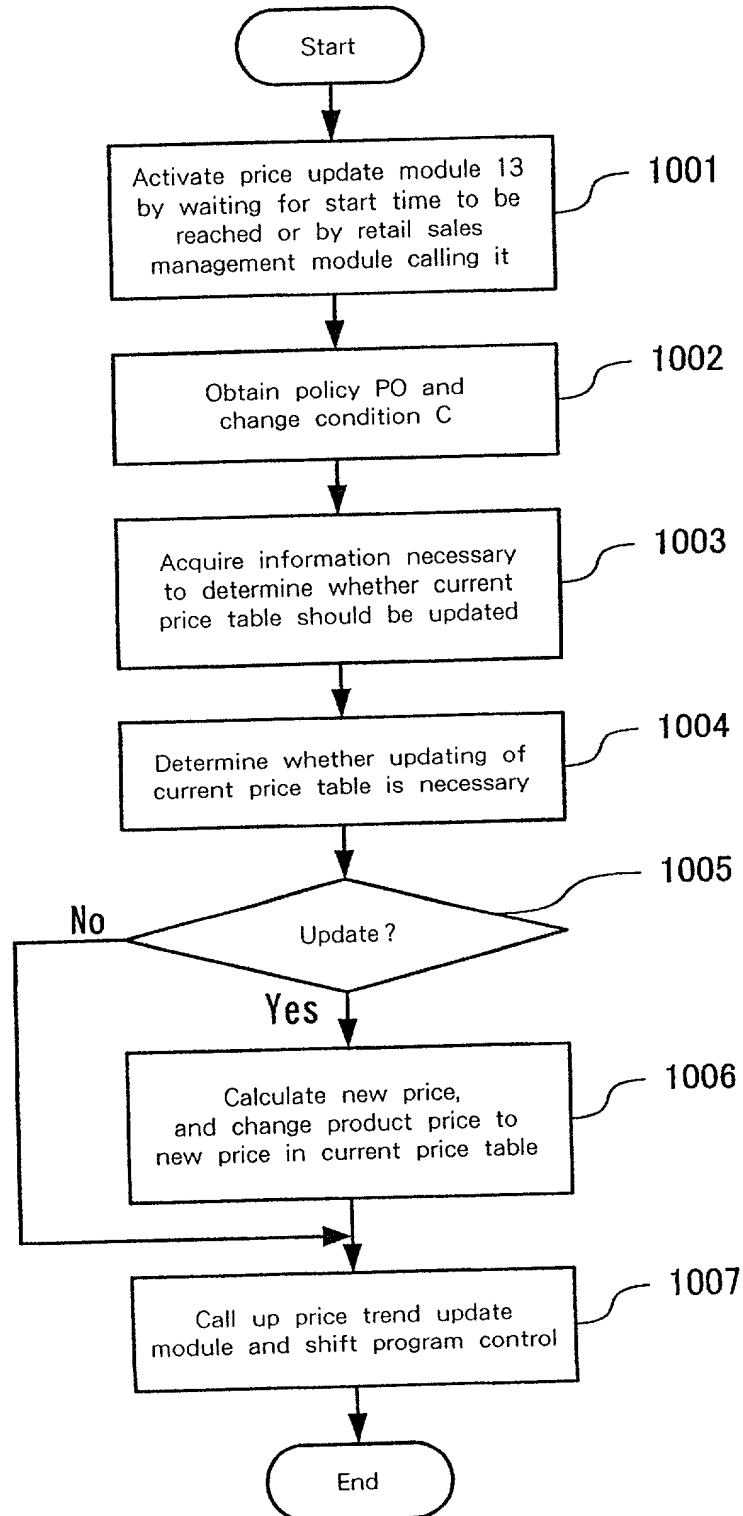 Start
Activate price update module 13
by waiting for start time to be
reached or by retail sales
management module calling it
1001
Obtain policy PO and
change condition C
1002
Acquire information necessary
to determine whether current
price table should be updated
1003
Determine whether updating of
current price table is necessary
1004
1005
No
Update?
Yes
Calculate new price,
and change product price to
new price in current price table
1006
Call up price trend update
module and shift program control
1007
End